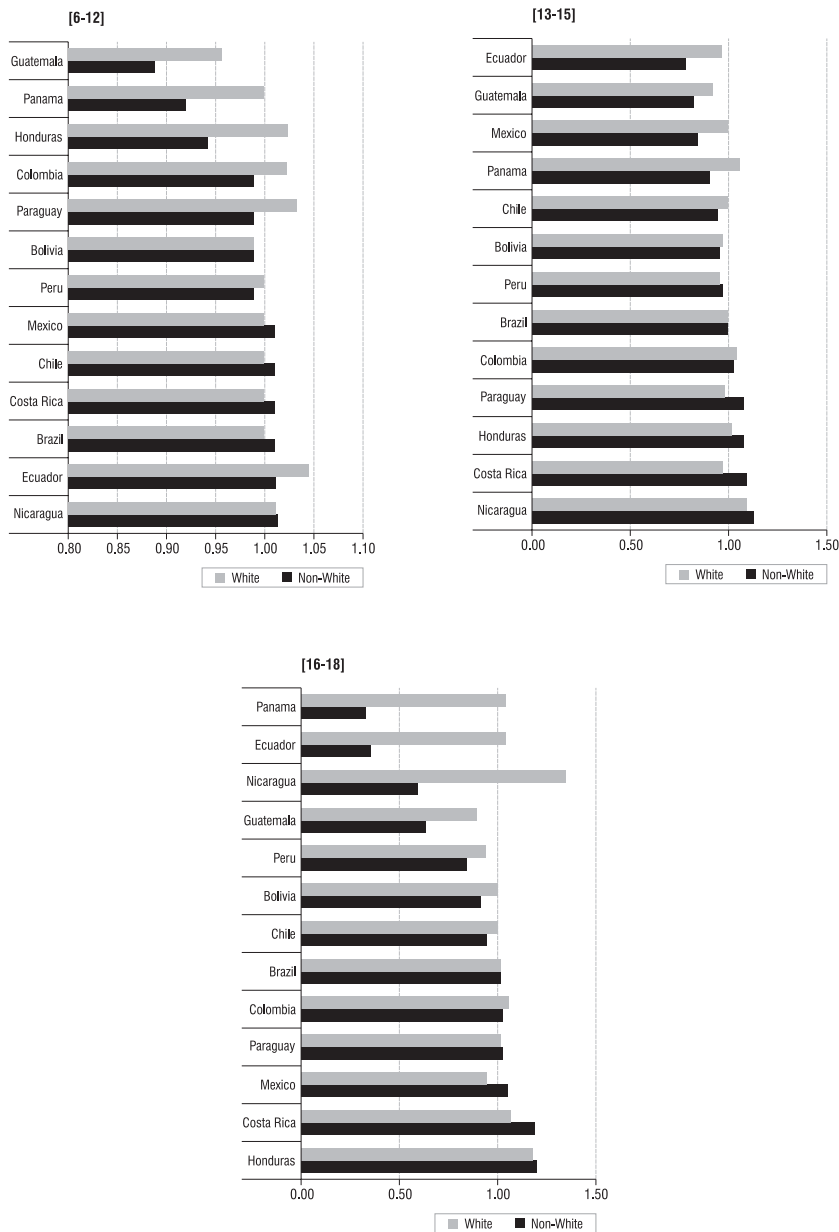 [6-12]
Guatemala
Panama
Honduras
Colombia
Paraguay
Bolivia
Peru
Mexico
Chile
Costa Rica
Brazil
Ecuador
Nicaragua
0.80 0.85 0.90 0.95 1.00 1.05 1.10
White Non-White
[13-15]
Ecuador
Guatemala
Mexico
Panama
Chile
Bolivia
Peru
Brazil
Colombia
Paraguay
Honduras
Costa Rica
Nicaragua
0.00 0.50 1.00 1.50
White Non-White
[16-18]
Panama
Ecuador
Nicaragua
Guatemala
Peru
Bolivia
Chile
Brazil
Colombia
Paraguay
Mexico
Costa Rica
Honduras
0.00 0.50 1.00 1.50
White Non-White